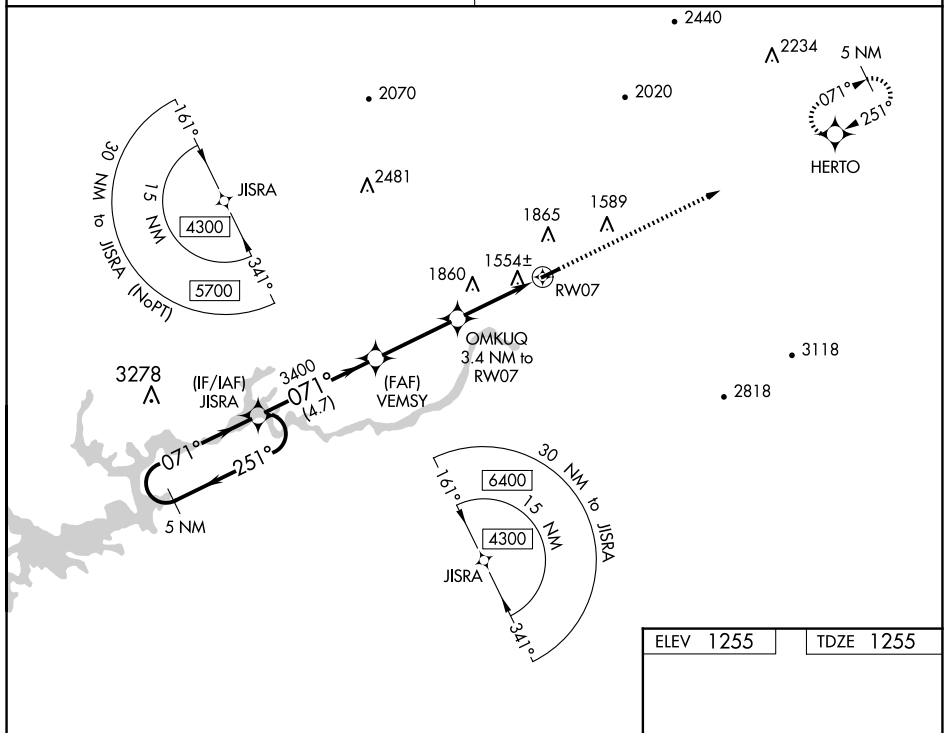 2440
2234
5 NM
071°
251°
HERTO
2070
2020
161°
JISRA
15 NM
4300
341°
30 NM to JISRA (NoPT)
5700
2481
1865
1589
1860
1554±
RW07
OMKUQ
3.4 NM to
RW07
3118
2818
3278
(IF/IAF)
JISRA
3400
071°
(4.7)
(FAF)
VEMSY
071°
251°
5 NM
30 NM to JISRA
6400
161°
15 NM
4300
JISRA
341°
ELEV 1255
TDZE 1255